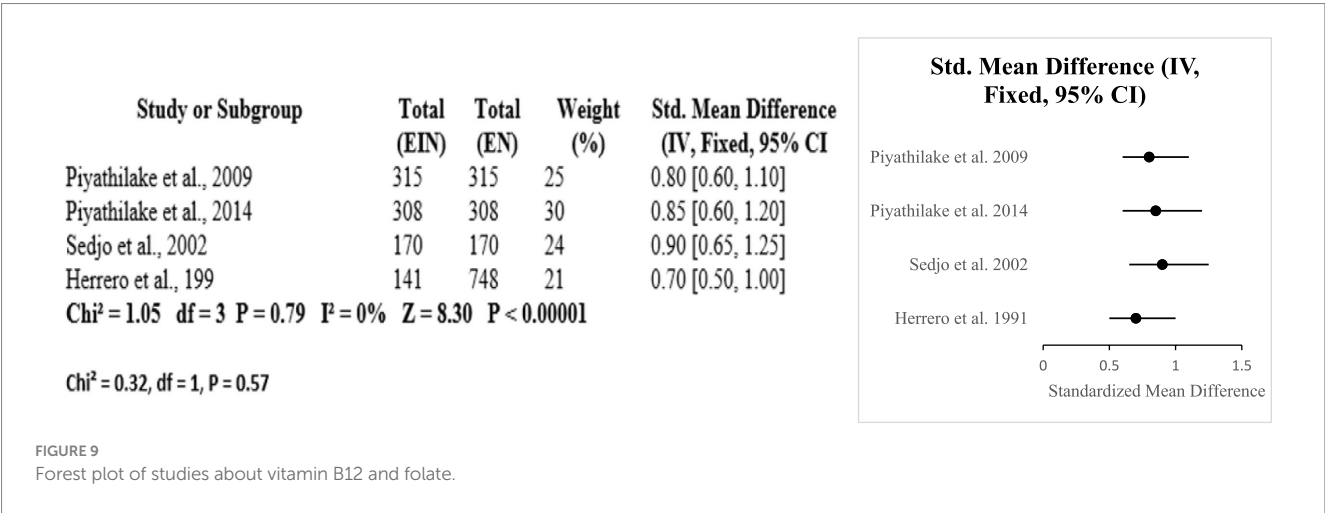 Study or Subgroup Total Total Weight Std. Mean Difference
(EIN) (EN) (%) (IV, Fixed, 95% CI
Piyathilake et al., 2009 315 315 25 0.80 [0.60, 1.10]
Piyathilake et al., 2014 308 308 30 0.85 [0.60, 1.20]
Sedjo et al., 2002 170 170 24 0.90 [0.65, 1.25]
Herrero et al., 199 141 748 21 0.70 [0.50, 1.00]
Chi² = 1.05 df = 3 P = 0.79 I² = 0% Z = 8.30 P < 0.00001
Chi² = 0.32, df = 1, P = 0.57
Std. Mean Difference (IV,
Fixed, 95% CI)
Piyathilake et al. 2009
Piyathilake et al. 2014
Sedjo et al. 2002
Herrero et al. 1991
0 0.5 1 1.5
Standardized Mean Difference
FIGURE 9
Forest plot of studies about vitamin B12 and folate.